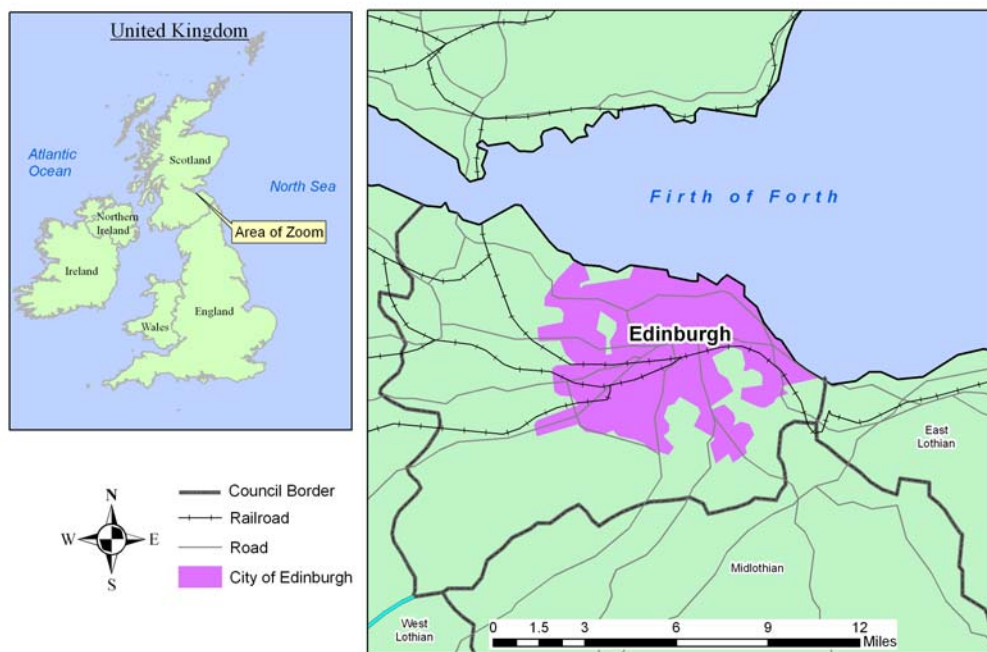 United Kingdom
Atlantic
Ocean
Scotland
North Sea
Northern
Ireland
Area of Zoom
Ireland
Wales
England
N
W
E
S
Council Border
Railroad
Road
City of Edinburgh
Firth of Forth
Edinburgh
East
Lothian
Midlothian
West
Lothian
0 1.5 3 6 9 12
Miles